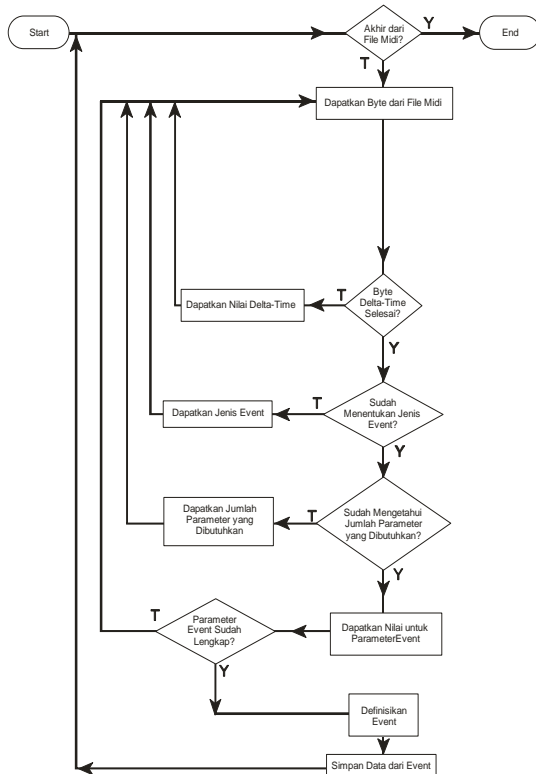 Start
Akhir dari
File Midi?
Y
End
T
Dapatkan Byte dari File Midi
Byte
Delta-Time
Selesai?
T
Dapatkan Nilai Delta-Time
Y
Sudah
Menentukan Jenis
Event?
T
Dapatkan Jenis Event
Y
Sudah Mengetahui
Jumlah Parameter
yang Dibutuhkan?
T
Dapatkan Jumlah
Parameter yang
Dibutuhkan
Y
Dapatkan Nilai untuk
ParameterEvent
Parameter
Event Sudah
Lengkap?
T
Y
Definisikan
Event
Simpan Data dari Event